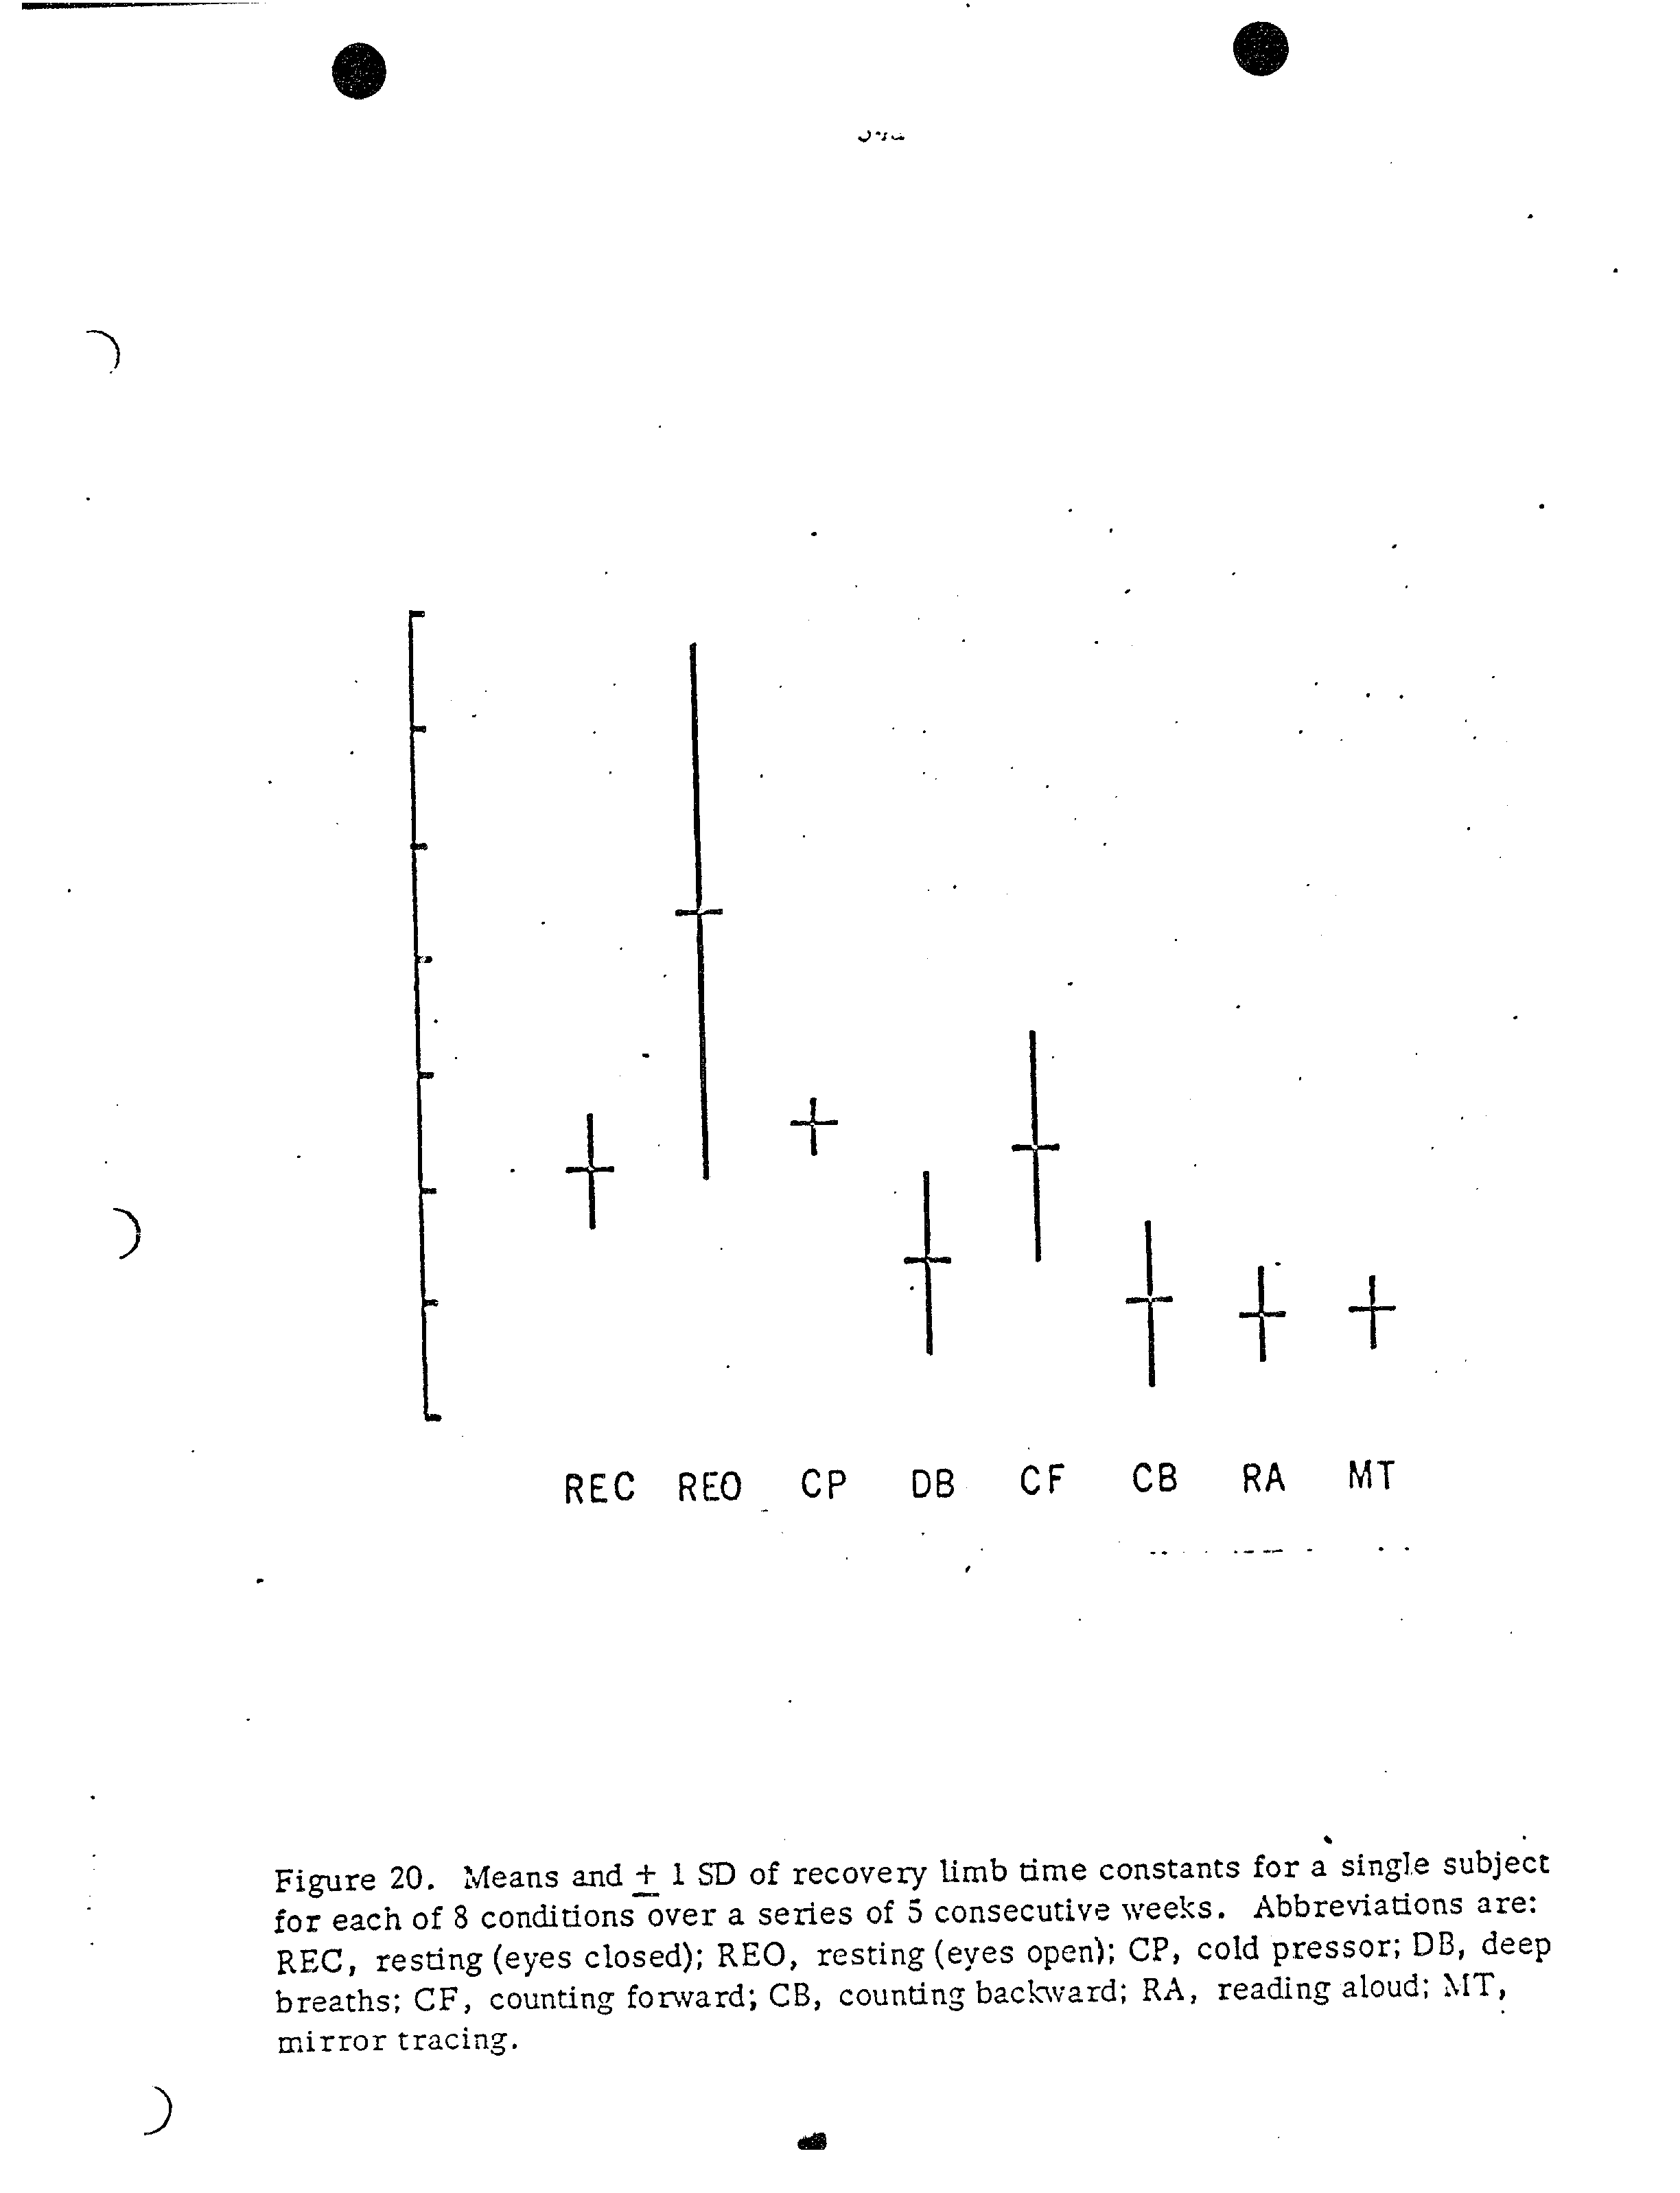 REC REO CP DB CF CB RA MT
Figure 20. Means and ± 1 SD of recovery limb time constants for a single subject
for each of 8 conditions over a series of 5 consecutive weeks. Abbreviations are:
REC, resting (eyes closed); REO, resting (eyes open); CP, cold pressor; DB, deep
breaths; CF, counting forward; CB, counting backward; RA, reading aloud; MT,
mirror tracing.